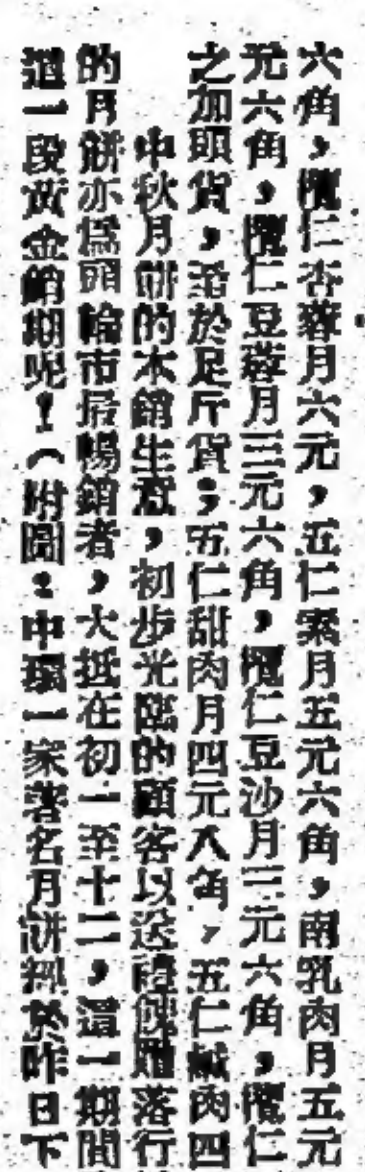 六角，欖仁杏蓉月六元，五仁素月五元六角，南乳肉月五元
六角，欖仁豆蓉月三元六角，欖仁豆沙月三元六角，欖仁
之加頭貨，至於足斤貨；五仁甜肉月四元八角，五仁鹹肉四
中秋月餅的本銷生意，初步光臨的顧客以送禮餽贈落行
的月餅亦爲頭輪市最暢銷者，大抵在初一至十二，這一期間
這一段黃金銷期呢！（附圖：中環一家著名月餅於昨日下